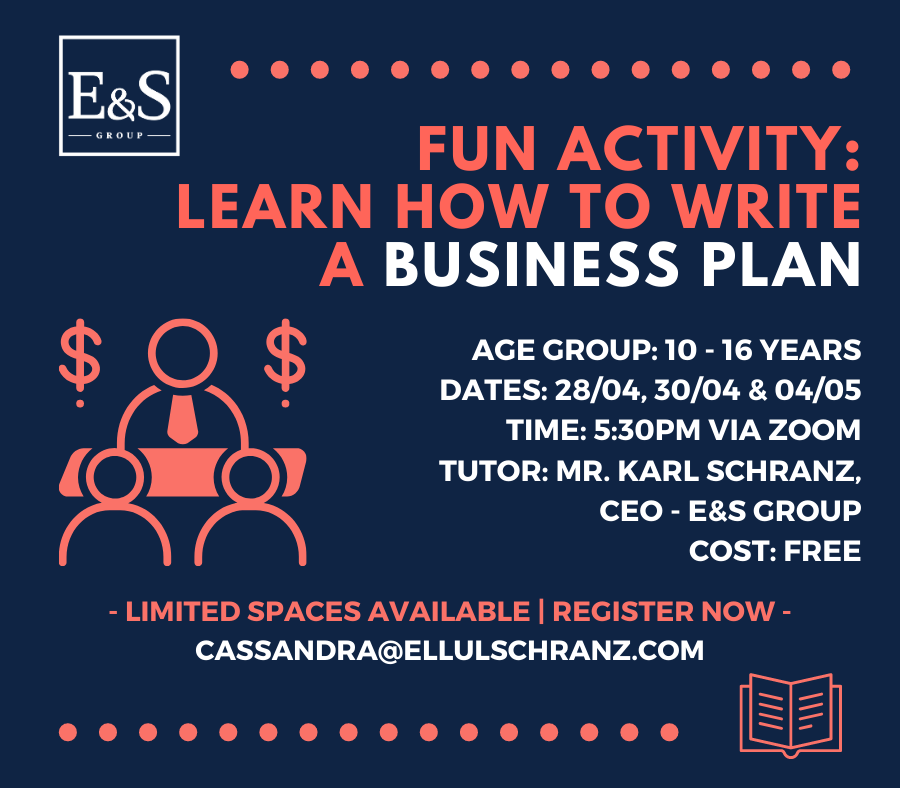 E&S
GROUP
FUN ACTIVITY:
LEARN HOW TO WRITE
A BUSINESS PLAN
$ $
AGE GROUP: 10 - 16 YEARS
DATES: 28/04, 30/04 & 04/05
TIME: 5:30PM VIA ZOOM
TUTOR: MR. KARL SCHRANZ,
CEO - E&S GROUP
COST: FREE
- LIMITED SPACES AVAILABLE | REGISTER NOW -
CASSANDRA@ELLULSCHRANZ.COM